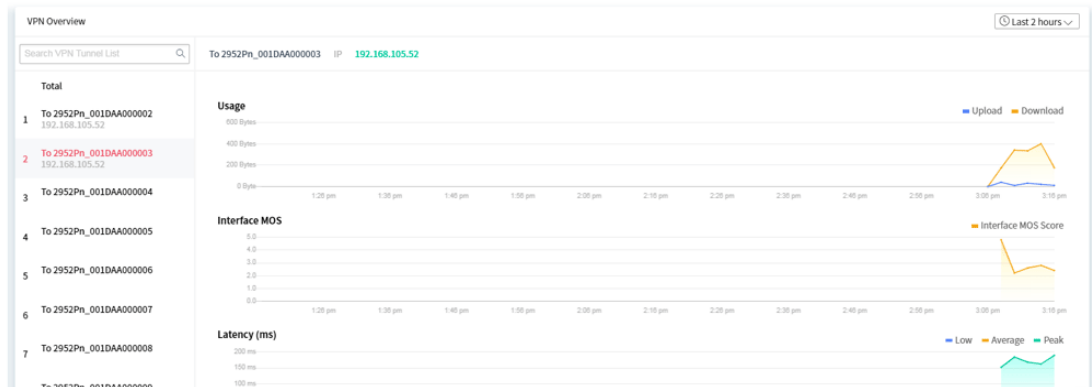 VPN Overview
Last 2 hours
Search VPN Tunnel List
To 2952Pn_001DAA000003 IP 192.168.105.52
Total
1 To 2952Pn_001DAA000002
192.168.105.52
2 To 2952Pn_001DAA000003
192.168.105.52
3 To 2952Pn_001DAA000004
4 To 2952Pn_001DAA000005
5 To 2952Pn_001DAA000006
6 To 2952Pn_001DAA000007
7 To 2952Pn_001DAA000008
Usage
Upload Download
600 Bytes
400 Bytes
200 Bytes
0 Byte
1:26 pm 1:36 pm 1:46 pm 1:56 pm 2:06 pm 2:16 pm 2:26 pm 2:36 pm 2:46 pm 2:56 pm 3:06 pm 3:16 pm
Interface MOS
Interface MOS Score
5.0
4.0
3.0
2.0
1.0
0.0
1:26 pm 1:36 pm 1:46 pm 1:56 pm 2:06 pm 2:16 pm 2:26 pm 2:36 pm 2:46 pm 2:56 pm 3:06 pm 3:16 pm
Latency (ms)
Low Average Peak
200 ms
150 ms
100 ms